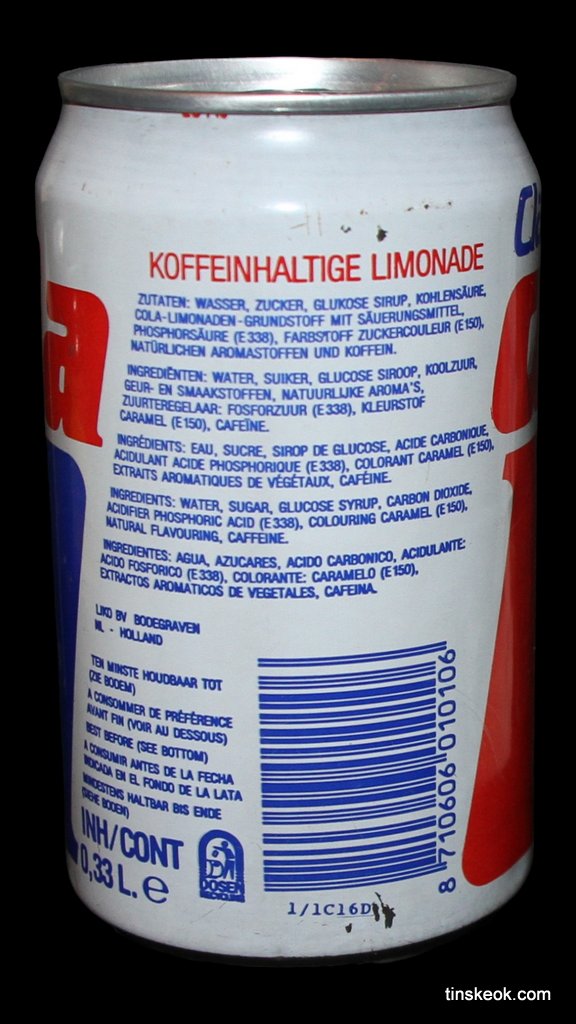 KOFFEINHALTIGE LIMONADE
ZUTATEN: WASSER, ZUCKER, GLUKOSE SIRUP, KOHLENSÄURE,
COLA-LIMONADEN-GRUNDSTOFF MIT SÄUERUNGSMITTEL,
PHOSPHORSÄURE (E338), FARBSTOFF ZUCKERCOULEUR (E150),
NATÜRLICHEN AROMASTOFFEN UND KOFFEIN.
INGREDIËNTEN: WATER, SUIKER, GLUCOSE SIROOP, KOOLZUUR,
GEUR- EN SMAAKSTOFFEN, NATUURLIJKE AROMA'S,
ZUURTEREGELAAR: FOSFORZUUR (E338), KLEURSTOF
CARAMEL (E150), CAFEÏNE.
INGRÉDIENTS: EAU, SUCRE, SIROP DE GLUCOSE, ACIDE CARBONIQUE,
ACIDULANT ACIDE PHOSPHORIQUE (E338), COLORANT CARAMEL (E150),
EXTRAITS AROMATIQUES DE VÉGÉTAUX, CAFÉINE.
INGREDIENTS: WATER, SUGAR, GLUCOSE SYRUP, CARBON DIOXIDE,
ACIDIFIER PHOSPHORIC ACID (E338), COLOURING CARAMEL (E150),
NATURAL FLAVOURING, CAFFEINE.
INGREDIENTES: AGUA, AZUCARES, ACIDO CARBONICO, ACIDULANTE:
ACIDO FOSFORICO (E338), COLORANTE: CARAMELO (E150),
EXTRACTOS AROMATICOS DE VEGETALES, CAFEINA.
LIKO BV BODEGRAVEN
NL - HOLLAND
TEN MINSTE HOUDBAAR TOT
(ZIE BODEM)
A CONSOMMER DE PRÉFÉRENCE
AVANT FIN (VOIR AU DESSOUS)
BEST BEFORE (SEE BOTTOM)
A CONSUMIR ANTES DE LA FECHA
INDICADA EN EL FONDO DE LA LATA
MINDESTENS HALTBAR BIS ENDE
(SIEHE BODEN)
INH/CONT
0,33 L. e
DOSEN
RECYCLING
8 710606 010106
1/1C16D
a
tinskeok.com